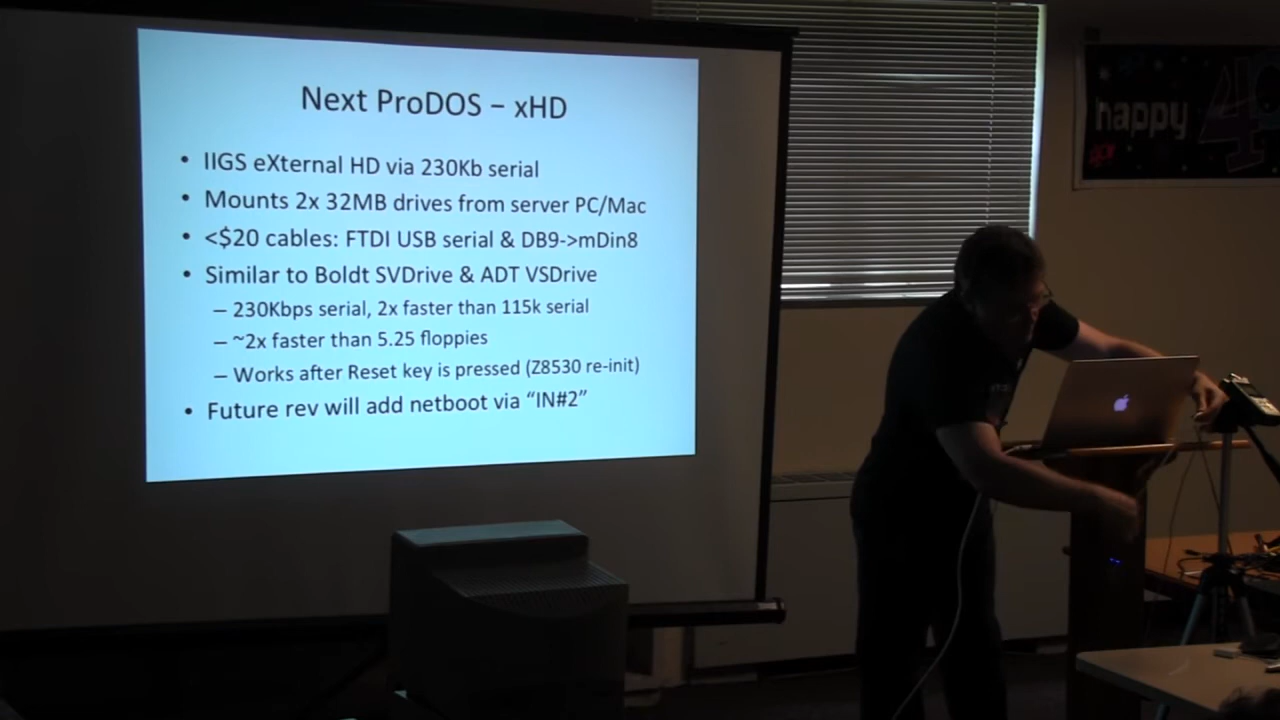 Next ProDOS – xHD
• IIGS eXternal HD via 230Kb serial
• Mounts 2x 32MB drives from server PC/Mac
• <$20 cables: FTDI USB serial & DB9->mDin8
• Similar to Boldt SVDrive & ADT VSDrive
– 230Kbps serial, 2x faster than 115k serial
– ~2x faster than 5.25 floppies
– Works after Reset key is pressed (Z8530 re-init)
• Future rev will add netboot via “IN#2”
happy